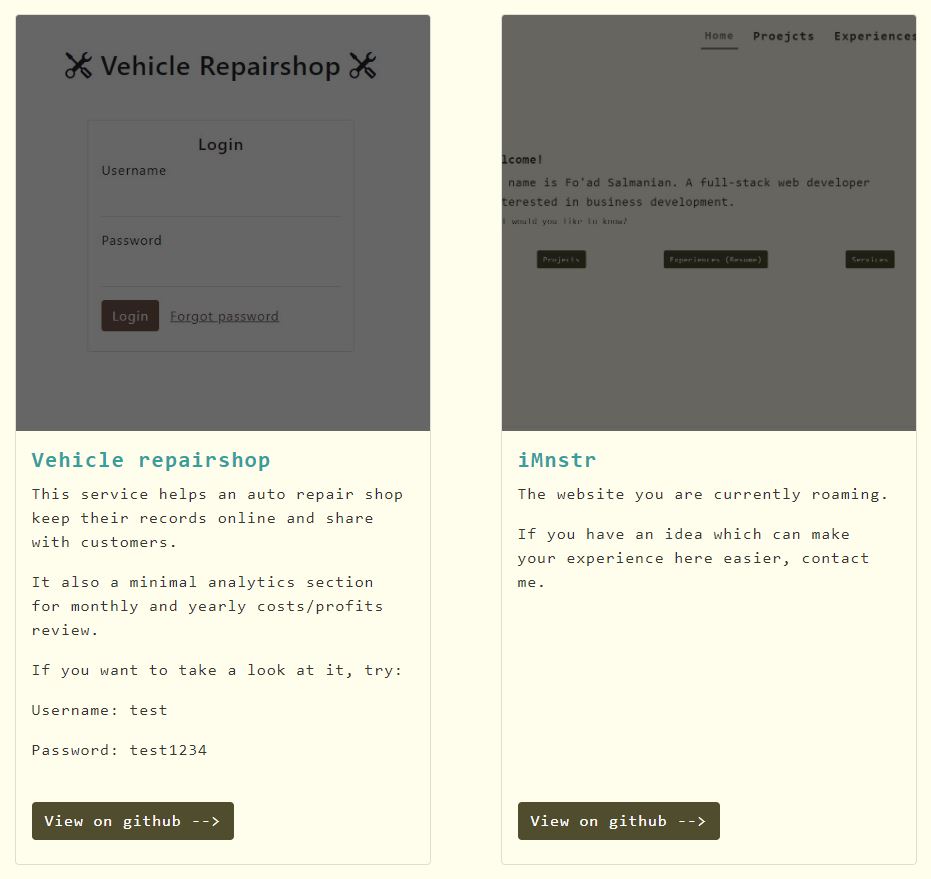 Vehicle Repairshop
Login
Username
Password
Login Forgot password
Vehicle repairshop
This service helps an auto repair shop
keep their records online and share
with customers.
It also a minimal analytics section
for monthly and yearly costs/profits
review.
If you want to take a look at it, try:
Username: test
Password: test1234
View on github -->
Home Proejcts Experiences
lcome!
name is Fo'ad Salmanian. A full-stack web developer
terested in business development.
would you like to know?
Projects Experiences (Resume) Services
iMnstr
The website you are currently roaming.
If you have an idea which can make
your experience here easier, contact
me.
View on github -->